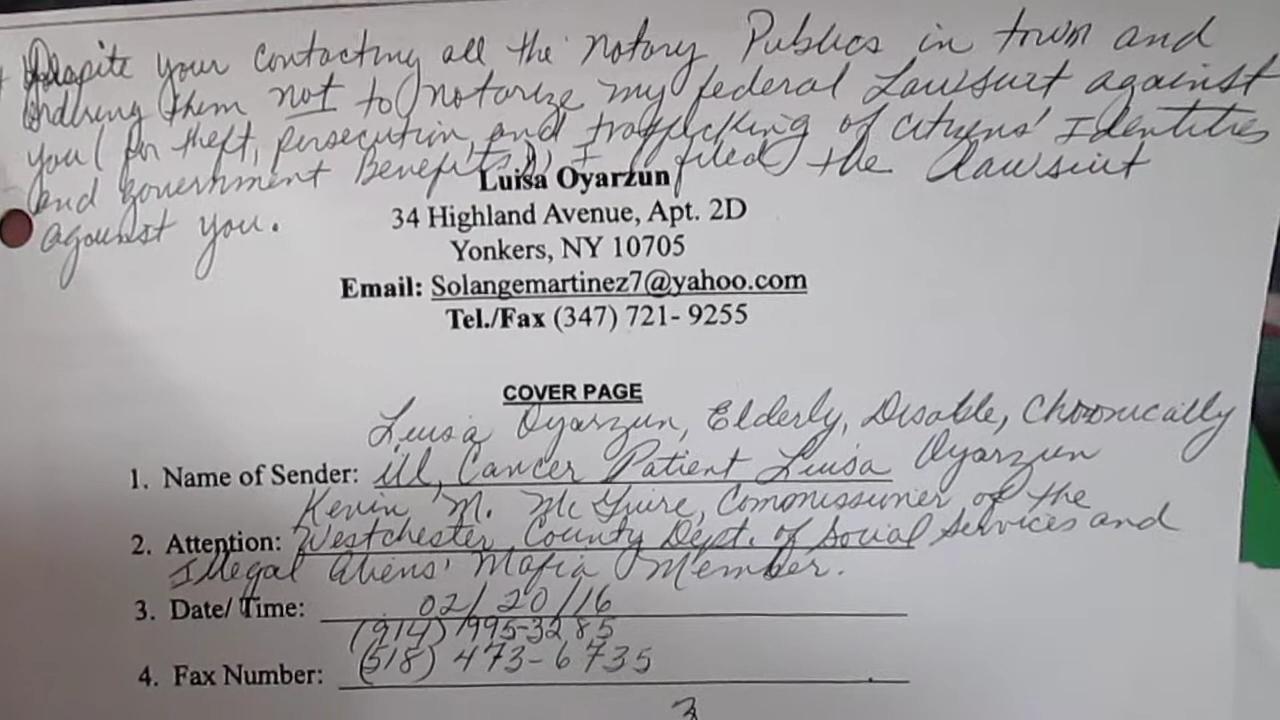 Despite your contacting all the notary Publics in town and
ordering them not to notarize my federal Lawsuit against
you (for theft, persecution, and trafficking of citizens' Identities
and government Benefits), I filed the Lawsuit
against you.
Luisa Oyarzun
34 Highland Avenue, Apt. 2D
Yonkers, NY 10705
Email: Solangemartinez7@yahoo.com
Tel./Fax (347) 721- 9255
COVER PAGE
Luisa Oyarzun, Elderly, Disable, Chronically
1. Name of Sender: ill, Cancer Patient Luisa Oyarzun
Kevin M. Mc Guire, Commissioner of the
2. Attention: Westchester County Dept. of Social Services and
Illegal Aliens' Mafia Member.
3. Date/ Time: 02/20/16
(914) 995-3285
4. Fax Number: (518) 473-6735
3